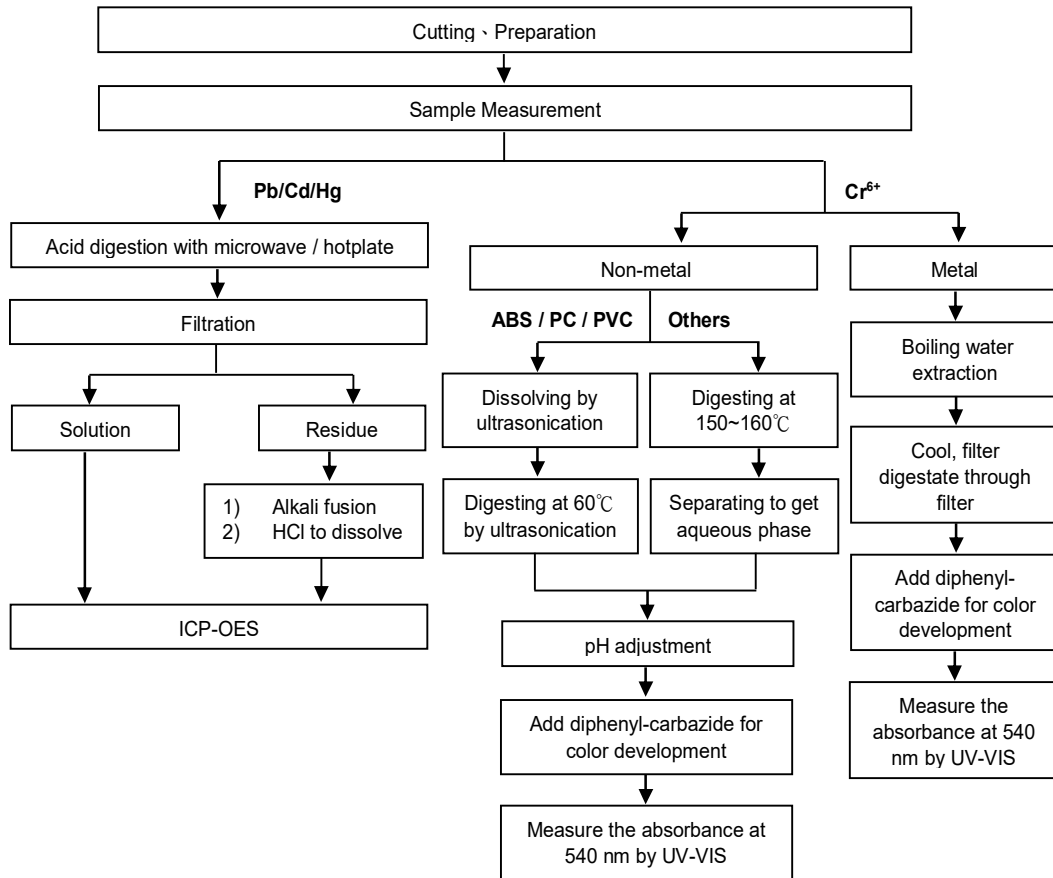 Cutting、Preparation
Sample Measurement
Pb/Cd/Hg
Cr⁶⁺
Acid digestion with microwave / hotplate
Non-metal
Metal
Filtration
ABS / PC / PVC
Others
Boiling water
extraction
Solution
Residue
Dissolving by
ultrasonication
Digesting at
150~160℃
Cool, filter
digestate through
filter
1) Alkali fusion
2) HCl to dissolve
Digesting at 60℃
by ultrasonication
Separating to get
aqueous phase
Add diphenyl-
carbazide for color
development
ICP-OES
pH adjustment
Measure the
absorbance at 540
nm by UV-VIS
Add diphenyl-carbazide for
color development
Measure the absorbance at
540 nm by UV-VIS